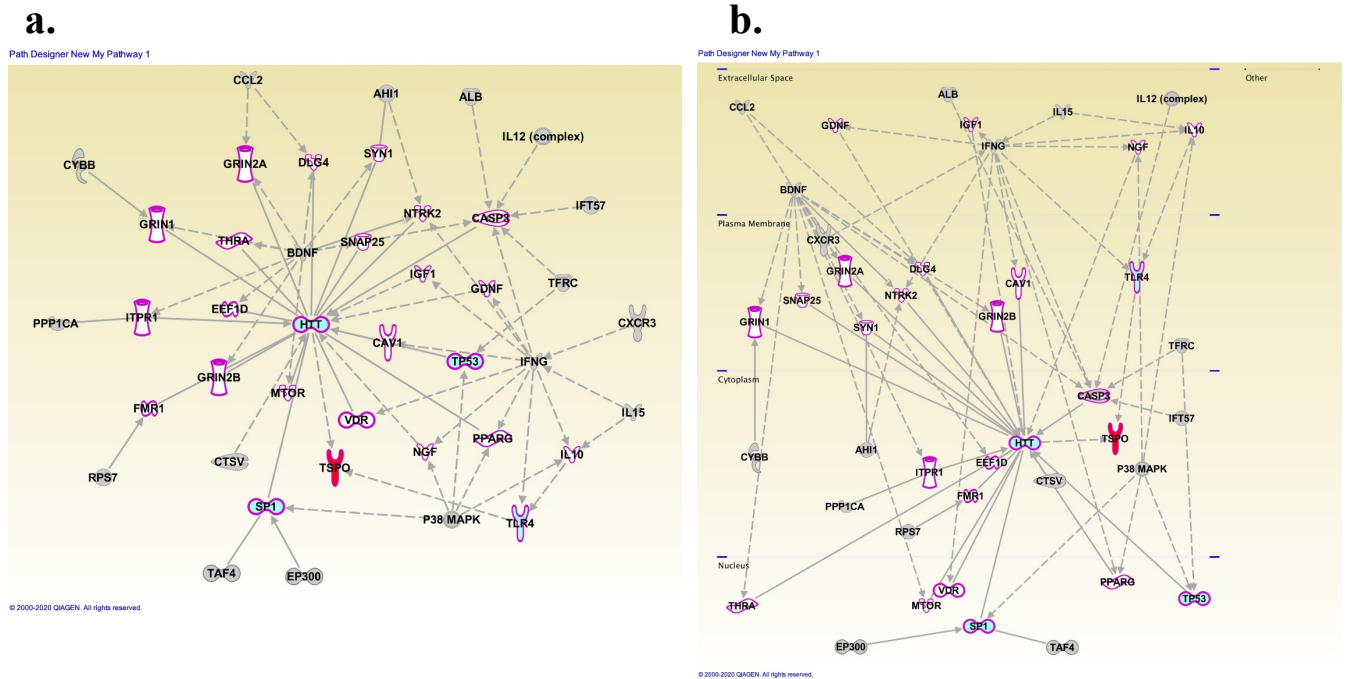 a.
Path Designer New My Pathway 1
CCL2
AHI1
ALB
IL12 (complex)
CYBB
GRIN2A
DLG4
SYN1
IFT57
GRIN1
NTRK2
CASP3
THRA
BDNF
SNAP25
IGF1
GDNF
TFRC
PPP1CA
ITPR1
EEF1D
HTT
CXCR3
CAV1
TP53
IFNG
GRIN2B
MTOR
FMR1
VDR
IL15
RPS7
CTSV
TSPO
NGF
PPARG
IL10
SP1
P38 MAPK
TLR4
TAF4
EP300
© 2000-2020 QIAGEN. All rights reserved.
b.
Path Designer New My Pathway 1
Extracellular Space
Other
CCL2
ALB
IL12 (complex)
GDNF
IGF1
IL15
IL10
IFNG
NGF
BDNF
Plasma Membrane
CXCR3
GRIN2A
DLG4
CAV1
TLR4
SNAP25
NTRK2
GRIN1
SYN1
GRIN2B
TFRC
Cytoplasm
CASP3
IFT57
HTT
TSPO
CYBB
AHI1
ITPR1
EEF1D
CTSV
P38 MAPK
PPP1CA
FMR1
RPS7
Nucleus
THRA
MTOR
VDR
PPARG
TP53
SP1
EP300
TAF4
© 2000-2020 QIAGEN. All rights reserved.